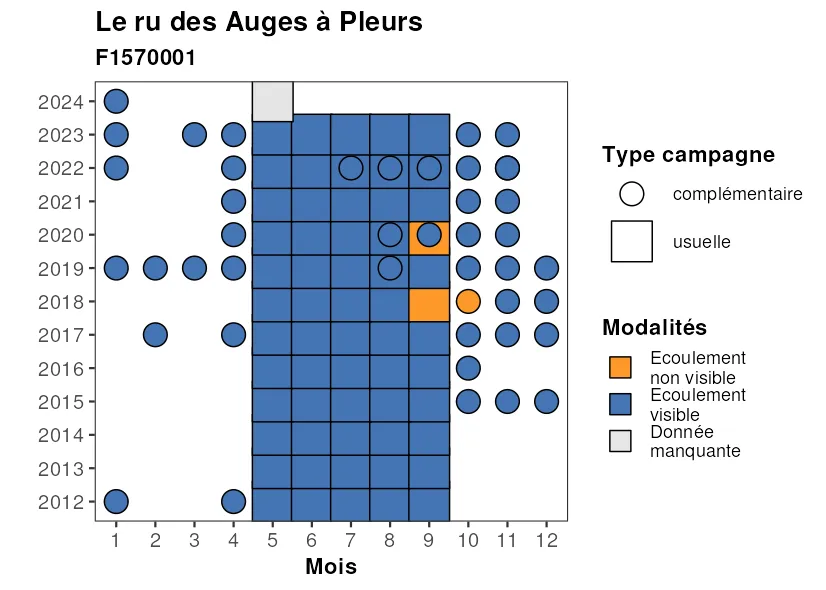 Le ru des Auges à Pleurs
F1570001
2024
2023
2022
2021
2020
2019
2018
2017
2016
2015
2014
2013
2012
1 2 3 4 5 6 7 8 9 10 11 12
Mois
Type campagne
complémentaire
usuelle
Modalités
Ecoulement
non visible
Ecoulement
visible
Donnée
manquante